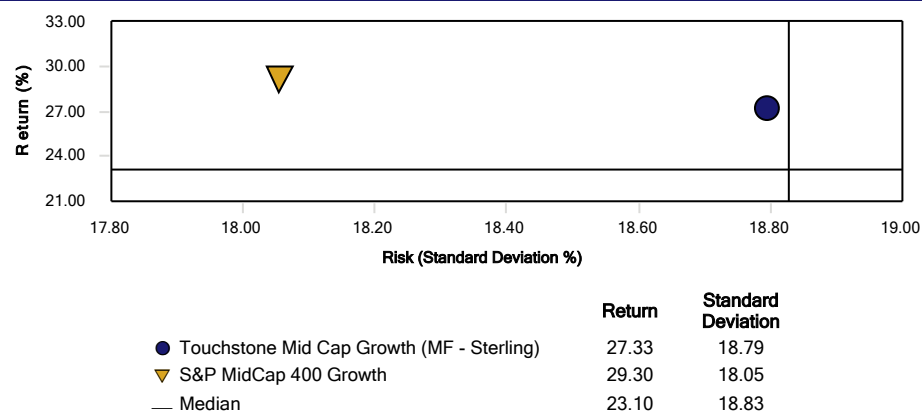 33.00
30.00
27.00
24.00
21.00
Return (%)
17.80 18.00 18.20 18.40 18.60 18.80 19.00
Risk (Standard Deviation %)
Return Standard Deviation
Touchstone Mid Cap Growth (MF - Sterling) 27.33 18.79
S&P MidCap 400 Growth 29.30 18.05
Median 23.10 18.83